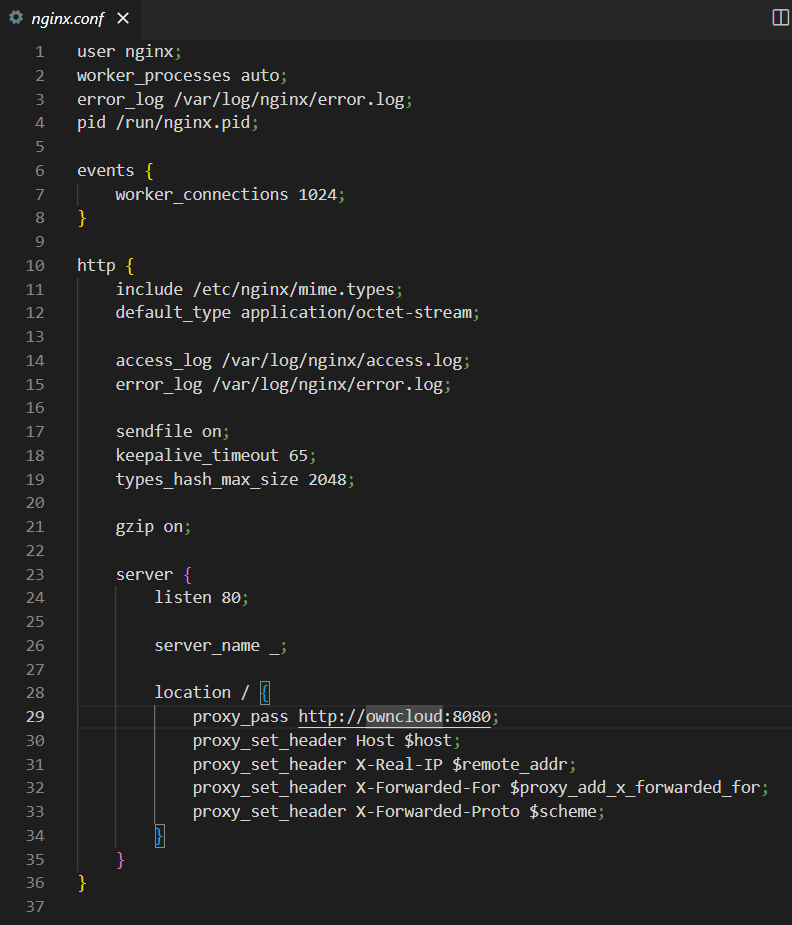 nginx.conf
1 user nginx;
2 worker_processes auto;
3 error_log /var/log/nginx/error.log;
4 pid /run/nginx.pid;
5
6 events {
7     worker_connections 1024;
8 }
9
10 http {
11     include /etc/nginx/mime.types;
12     default_type application/octet-stream;
13
14     access_log /var/log/nginx/access.log;
15     error_log /var/log/nginx/error.log;
16
17     sendfile on;
18     keepalive_timeout 65;
19     types_hash_max_size 2048;
20
21     gzip on;
22
23     server {
24         listen 80;
25
26         server_name _;
27
28         location / {
29             proxy_pass http://owncloud:8080;
30             proxy_set_header Host $host;
31             proxy_set_header X-Real-IP $remote_addr;
32             proxy_set_header X-Forwarded-For $proxy_add_x_forwarded_for;
33             proxy_set_header X-Forwarded-Proto $scheme;
34         }
35     }
36 }
37